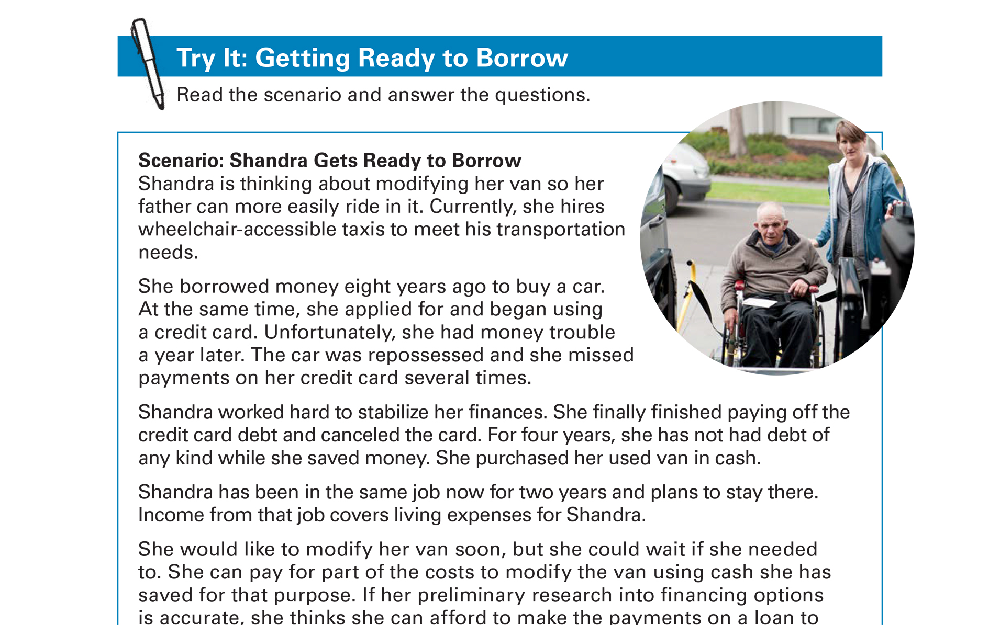 Try It: Getting Ready to Borrow
Read the scenario and answer the questions.
Scenario: Shandra Gets Ready to Borrow
Shandra is thinking about modifying her van so her
father can more easily ride in it. Currently, she hires
wheelchair-accessible taxis to meet his transportation
needs.
She borrowed money eight years ago to buy a car.
At the same time, she applied for and began using
a credit card. Unfortunately, she had money trouble
a year later. The car was repossessed and she missed
payments on her credit card several times.
Shandra worked hard to stabilize her finances. She finally finished paying off the
credit card debt and canceled the card. For four years, she has not had debt of
any kind while she saved money. She purchased her used van in cash.
Shandra has been in the same job now for two years and plans to stay there.
Income from that job covers living expenses for Shandra.
She would like to modify her van soon, but she could wait if she needed
to. She can pay for part of the costs to modify the van using cash she has
saved for that purpose. If her preliminary research into financing options
is accurate, she thinks she can afford to make the payments on a loan to